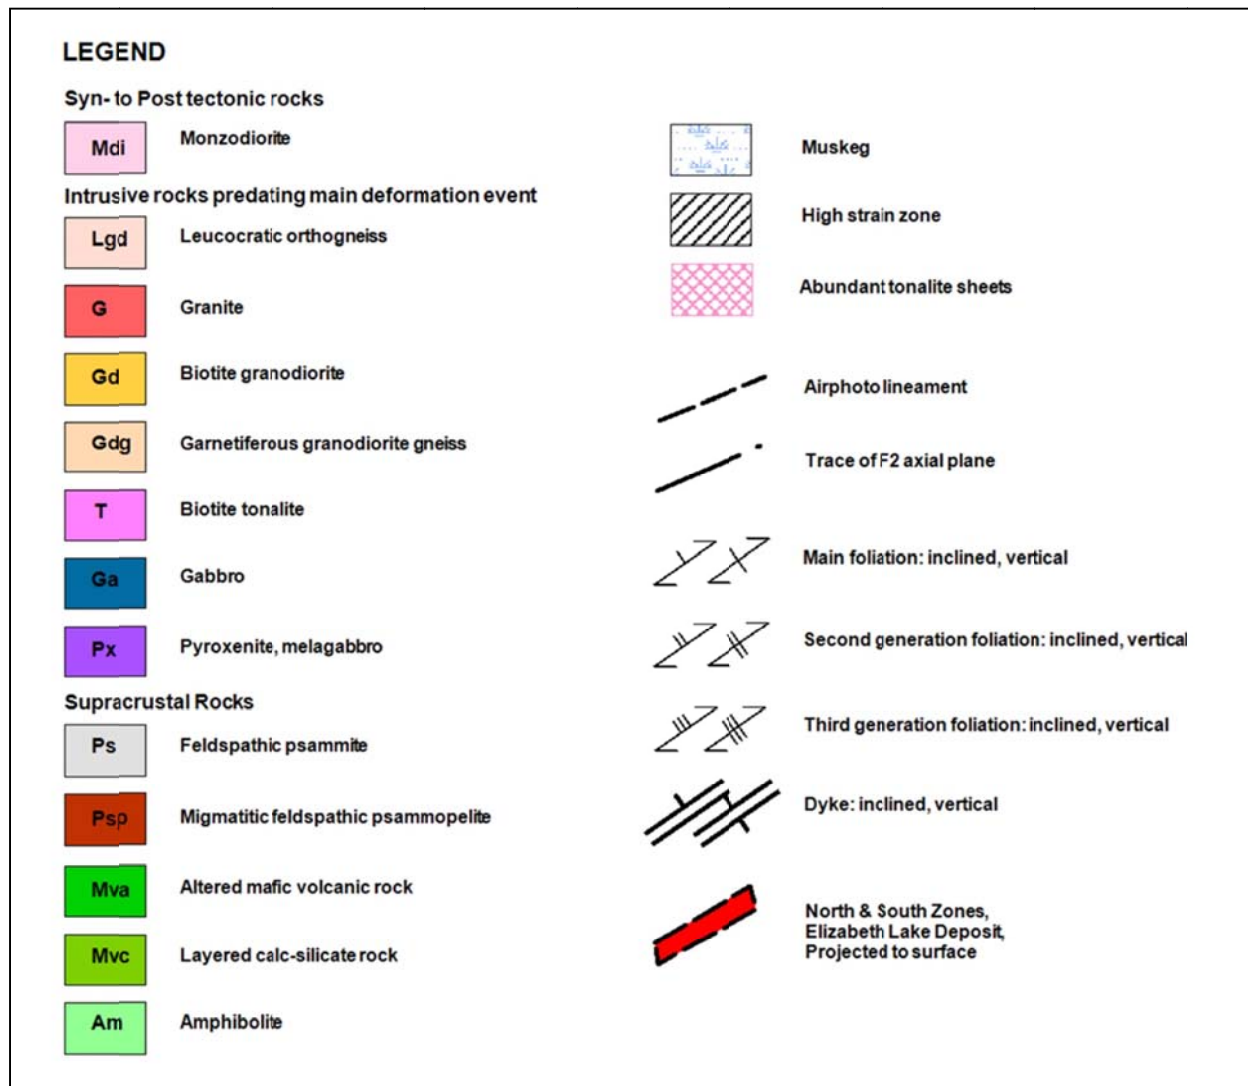 LEGEND
Syn- to Post tectonic rocks
Mdi Monzodiorite
Intrusive rocks predating main deformation event
Lgd Leucocratic orthogneiss
G Granite
Gd Biotite granodiorite
Gdg Garnetiferous granodiorite gneiss
T Biotite tonalite
Ga Gabbro
Px Pyroxenite, melagabbro
Supracrustal Rocks
Ps Feldspathic psammite
Psp Migmatitic feldspathic psammopelite
Mva Altered mafic volcanic rock
Mvc Layered calc-silicate rock
Am Amphibolite
Muskeg
High strain zone
Abundant tonalite sheets
Airphoto lineament
Trace of F2 axial plane
Main foliation: inclined, vertical
Second generation foliation: inclined, vertical
Third generation foliation: inclined, vertical
Dyke: inclined, vertical
North & South Zones,
Elizabeth Lake Deposit,
Projected to surface